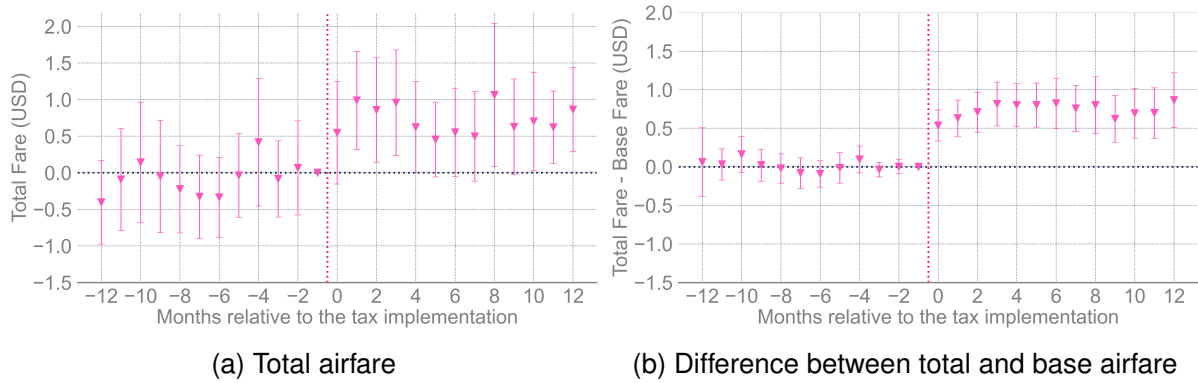 Total Fare (USD)
2.0
1.5
1.0
0.5
0.0
−0.5
−1.0
−1.5
−12 −10 −8 −6 −4 −2 0 2 4 6 8 10 12
Months relative to the tax implementation
(a) Total airfare
Total Fare - Base Fare (USD)
2.0
1.5
1.0
0.5
0.0
−0.5
−1.0
−1.5
−12 −10 −8 −6 −4 −2 0 2 4 6 8 10 12
Months relative to the tax implementation
(b) Difference between total and base airfare